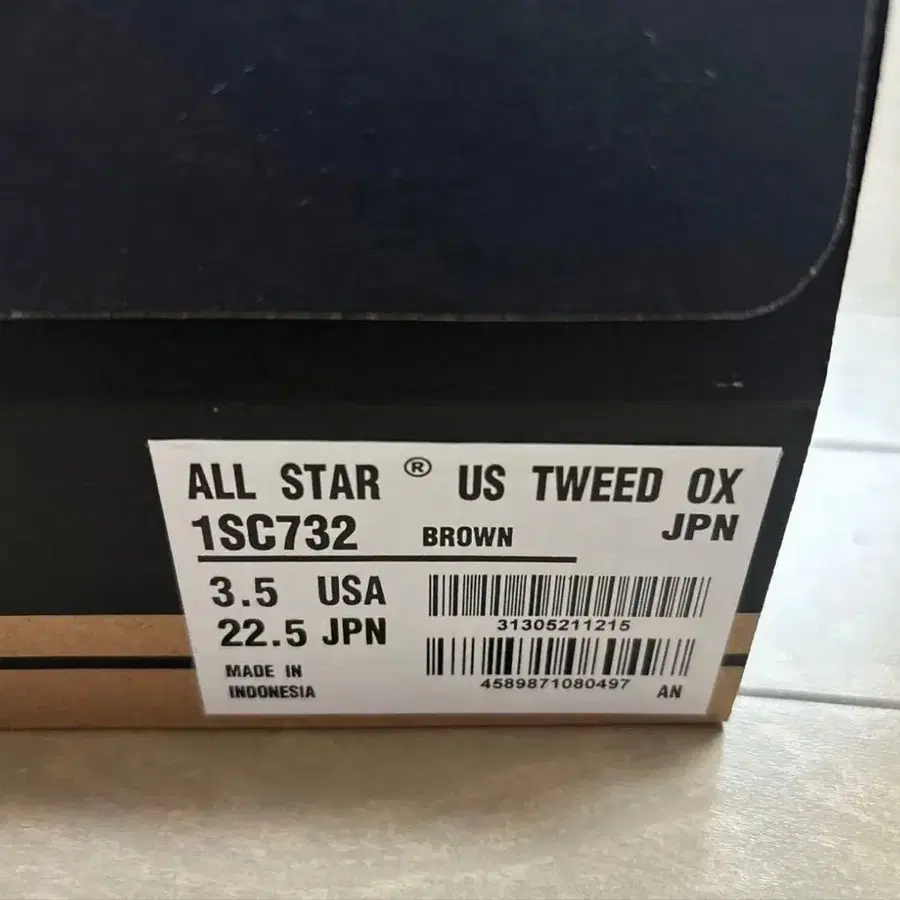 ALL STAR ® US TWEED OX
1SC732 BROWN JPN
3.5 USA
31305211215
22.5 JPN
MADE IN
INDONESIA
4589871080497 AN